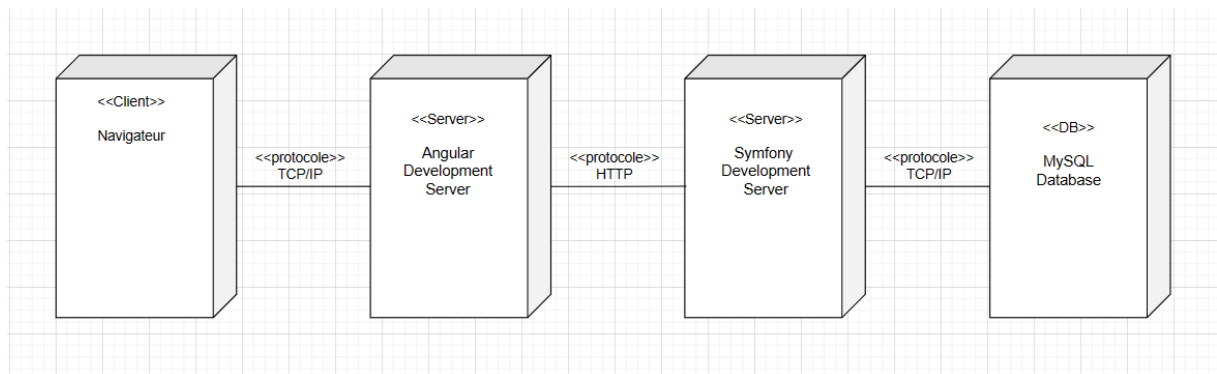 <<Client>>
Navigateur
<<protocole>>
TCP/IP
<<Server>>
Angular
Development
Server
<<protocole>>
HTTP
<<Server>>
Symfony
Development
Server
<<protocole>>
TCP/IP
<<DB>>
MySQL
Database